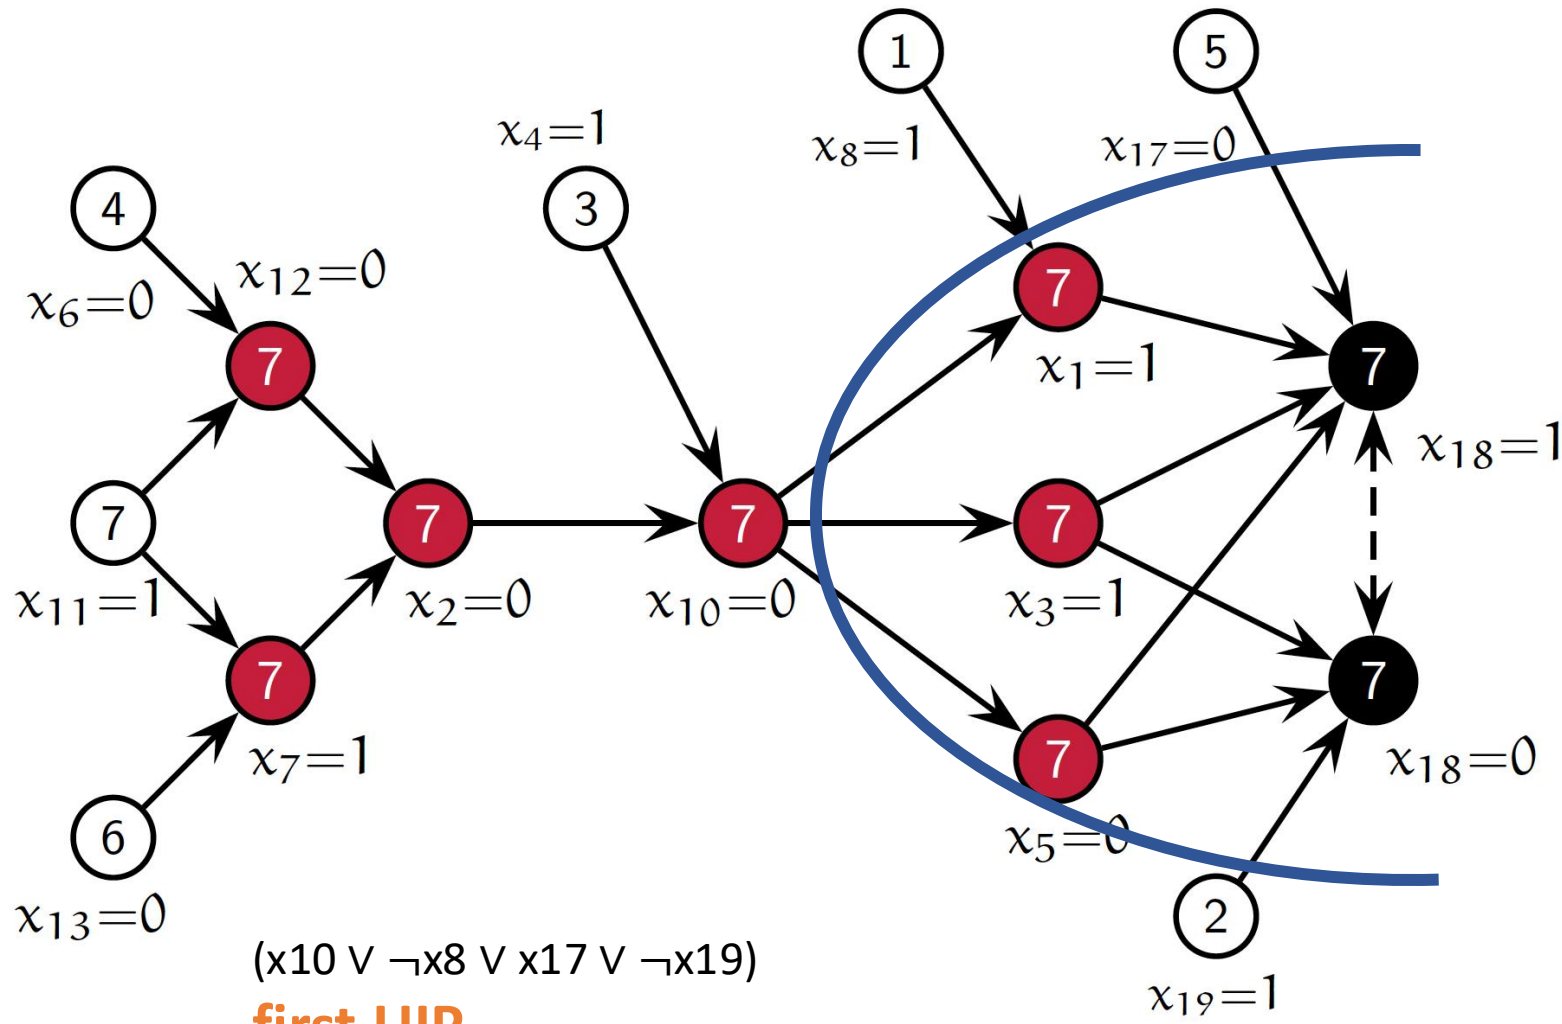 1
5
x₄=1
x₈=1
x₁₇=0
4
3
x₁₂=0
x₆=0
7
7
x₁=1
7
x₁₈=1
7
7
7
7
x₁₁=1
x₂=0
x₁₀=0
x₃=1
7
7
x₇=1
7
x₁₈=0
6
x₅=0
2
x₁₃=0
(x10 ∨ ¬x8 ∨ x17 ∨ ¬x19)
x₁₉=1
first UIP